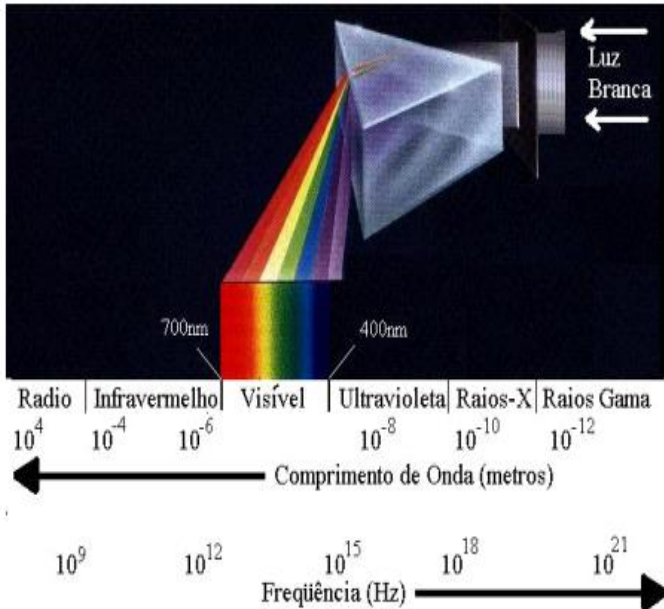 Luz
Branca
700nm 400nm
Radio Infravermelho Visível Ultravioleta Raios-X Raios Gama
10^4 10^-4 10^-6 10^-8 10^-10 10^-12
Comprimento de Onda (metros)
10^9 10^12 10^15 10^18 10^21
Freqüência (Hz)